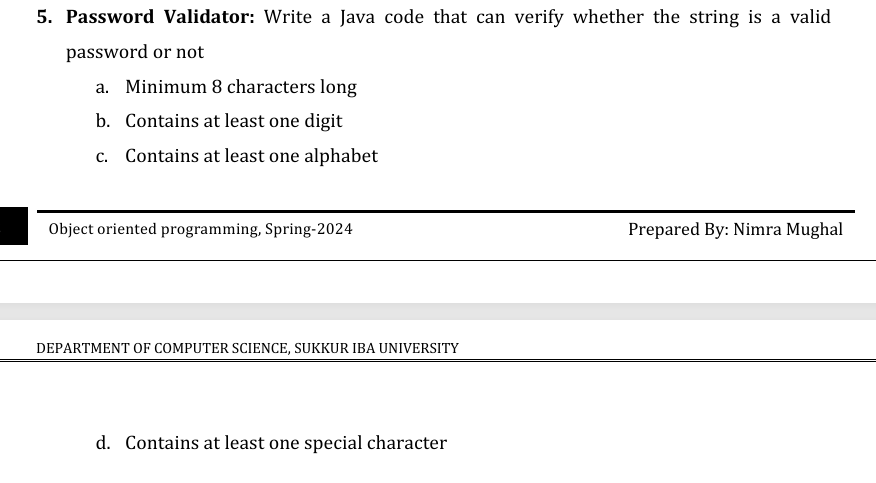 5. Password Validator: Write a Java code that can verify whether the string is a valid
password or not
a. Minimum 8 characters long
b. Contains at least one digit
c. Contains at least one alphabet
Object oriented programming, Spring-2024 Prepared By: Nimra Mughal
DEPARTMENT OF COMPUTER SCIENCE, SUKKUR IBA UNIVERSITY
d. Contains at least one special character